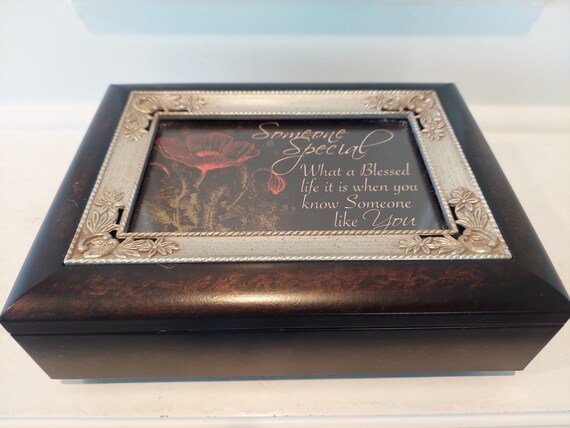 Someone
Special
What a Blessed
life it is when you
know Someone
like You